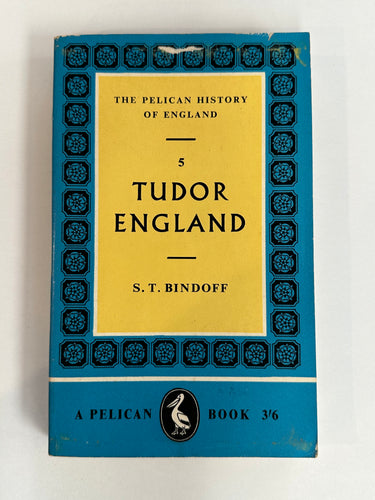 THE PELICAN HISTORY
OF ENGLAND
5
TUDOR
ENGLAND
S. T. BINDOFF
A PELICAN BOOK 3/6